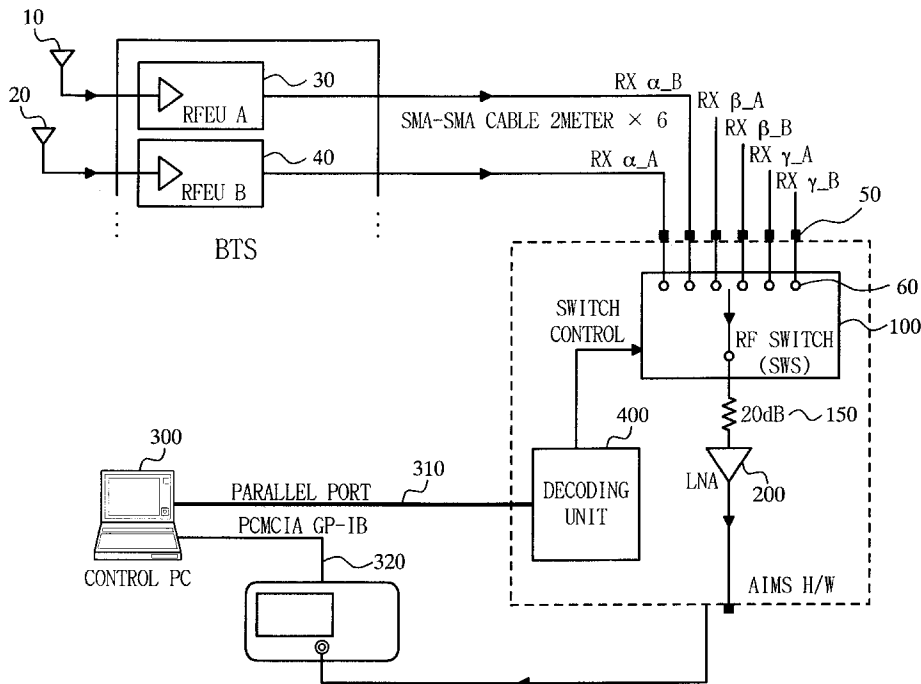 10
20
30
RFEU A
40
RFEU B
BTS
SMA-SMA CABLE 2METER × 6
RX α_B
RX β_A
RX β_B
RX α_A
RX γ_A
RX γ_B
50
60
SWITCH
CONTROL
100
RF SWITCH
(SWS)
20dB
150
400
LNA
200
300
310
PARALLEL PORT
DECODING
UNIT
PCMCIA GP-IB
320
CONTROL PC
AIMS H/W